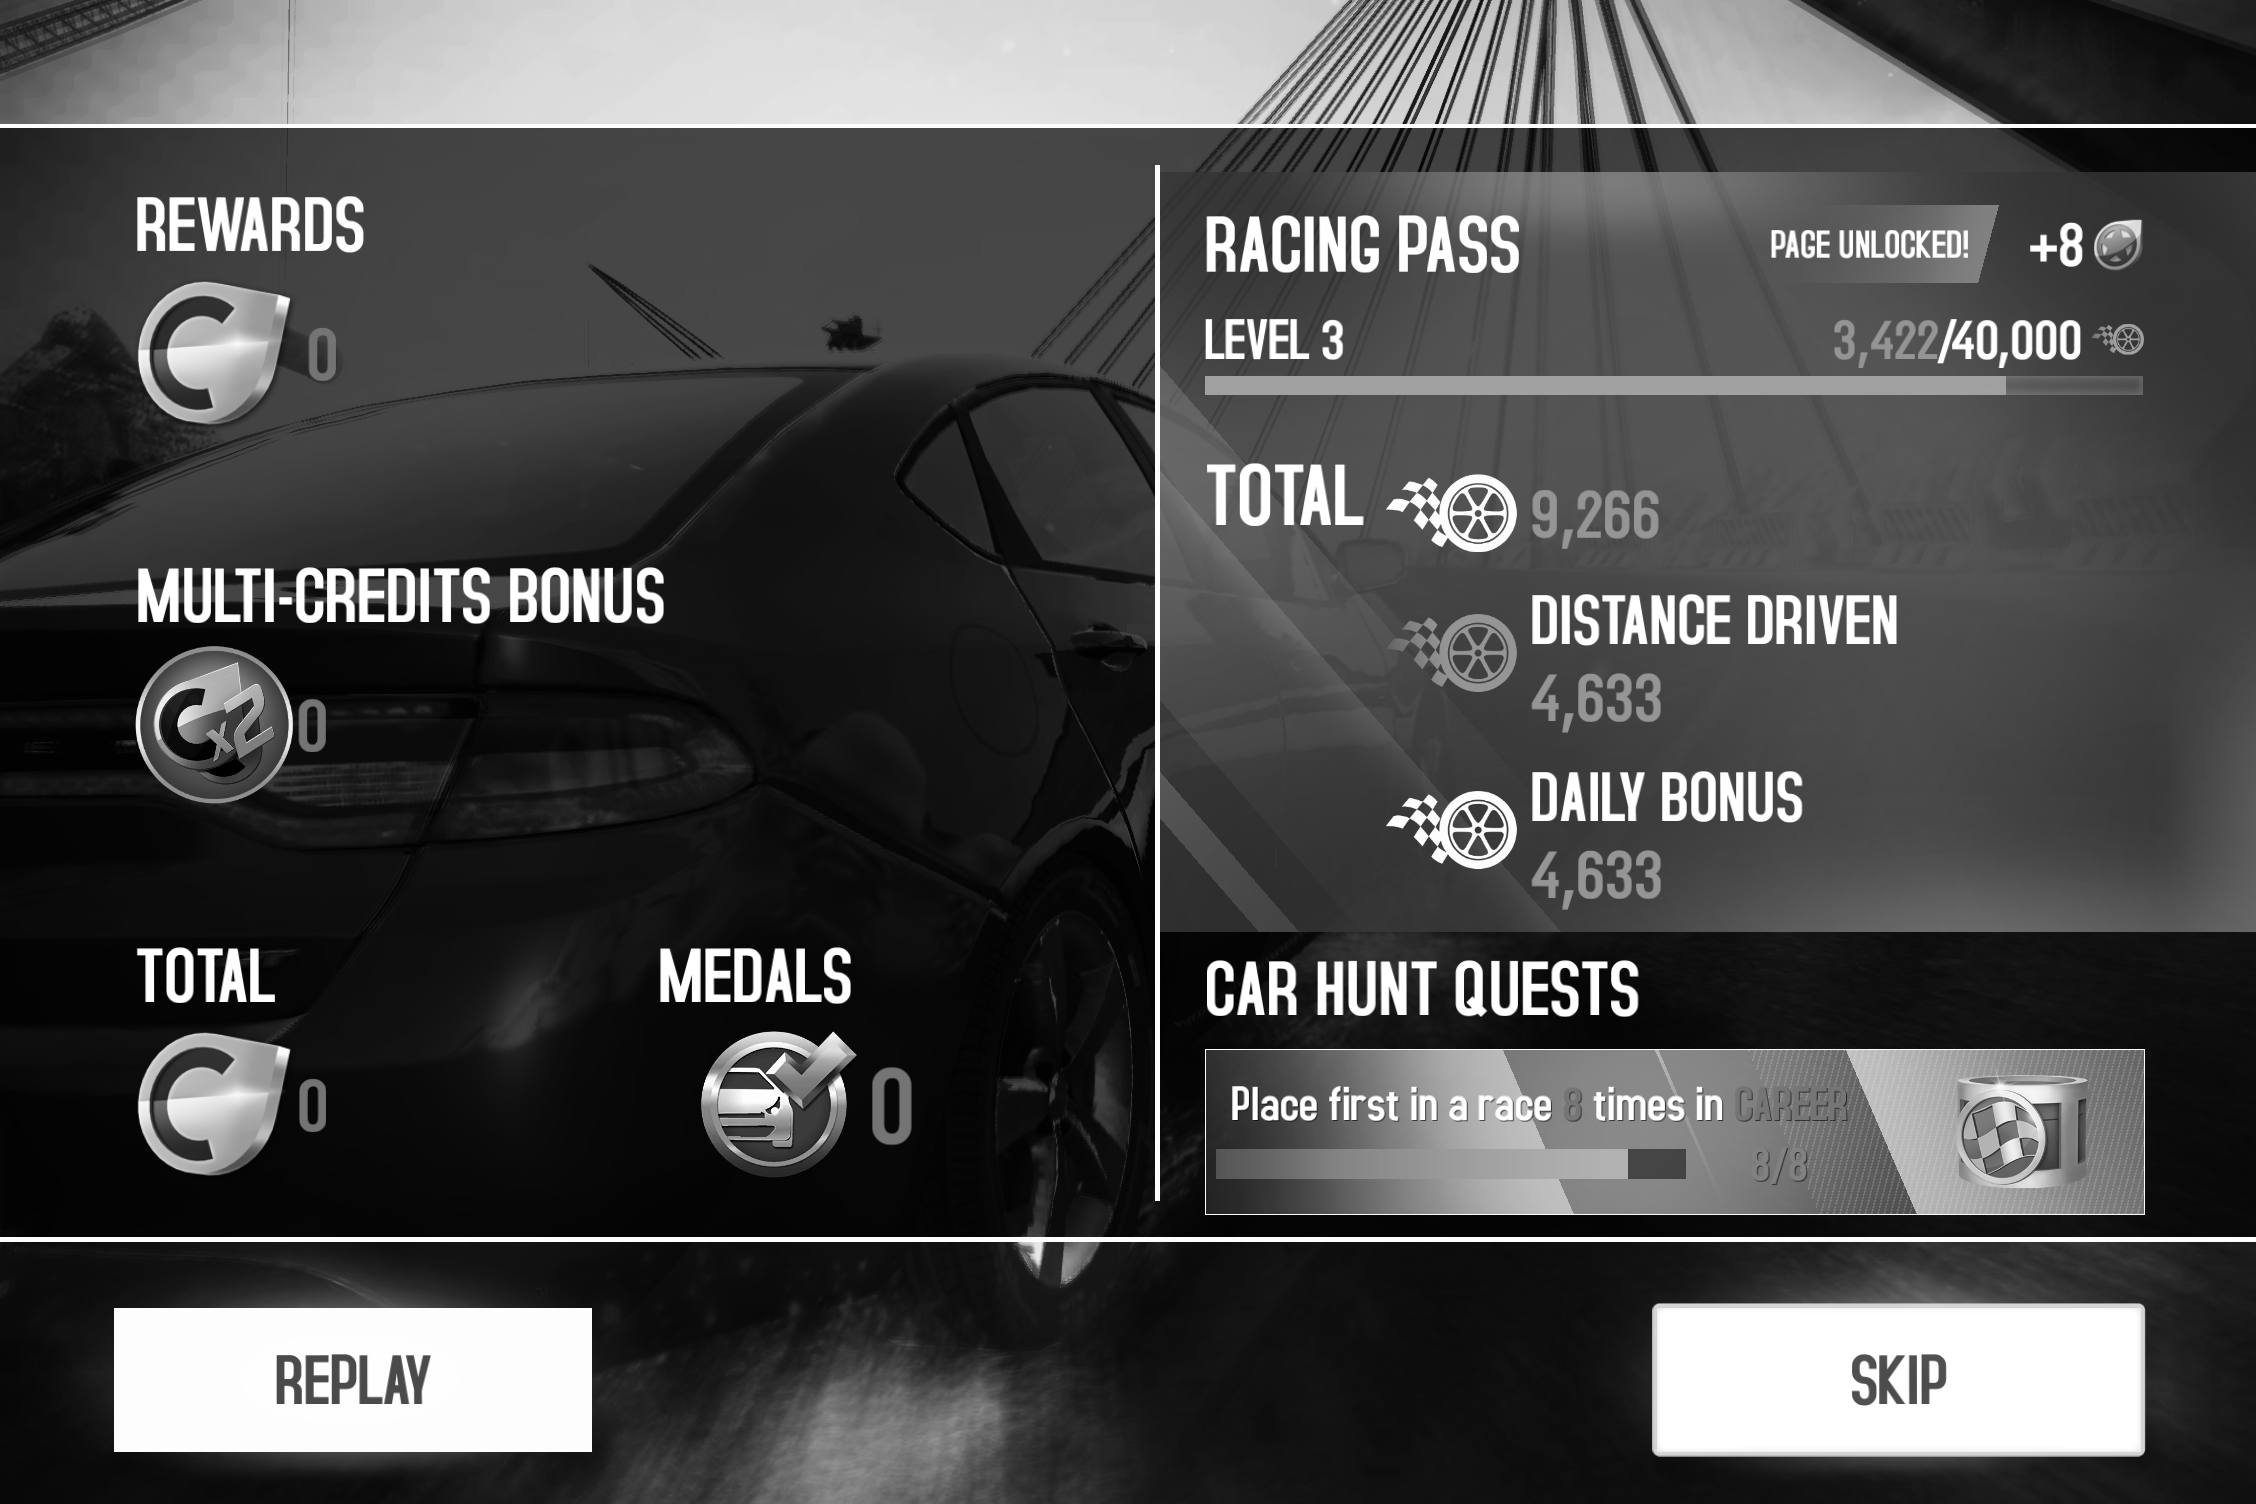 REWARDS
0
MULTI-CREDITS BONUS
Cx2
0
TOTAL
0
MEDALS
0
RACING PASS
PAGE UNLOCKED!
+8
LEVEL 3
3,422/40,000
TOTAL
9,266
DISTANCE DRIVEN
4,633
DAILY BONUS
4,633
CAR HUNT QUESTS
Place first in a race 8 times in CAREER
8/8
REPLAY
SKIP